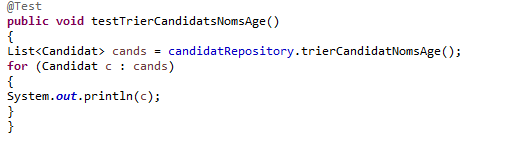 @Test
public void testTrierCandidatsNomsAge()
{
List<Candidat> cands = candidatRepository.trierCandidatNomsAge();
for (Candidat c : cands)
{
System.out.println(c);
}
}